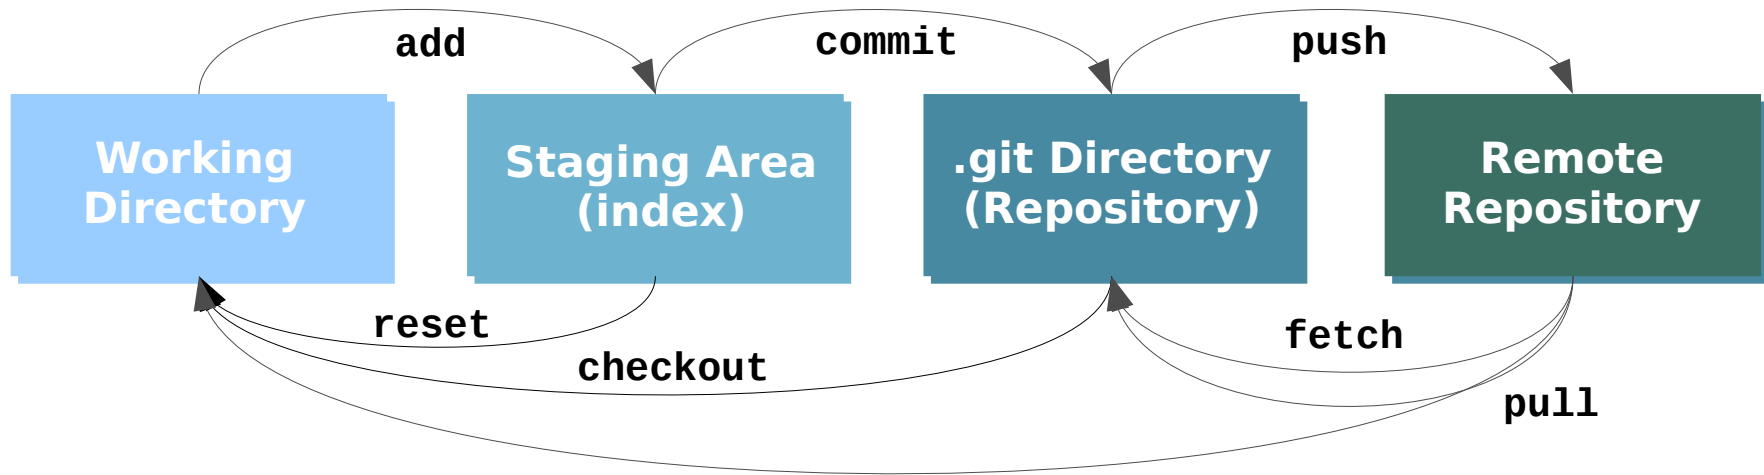 add
commit
push
Working
Directory
Staging Area
(index)
.git Directory
(Repository)
Remote
Repository
reset
fetch
checkout
pull